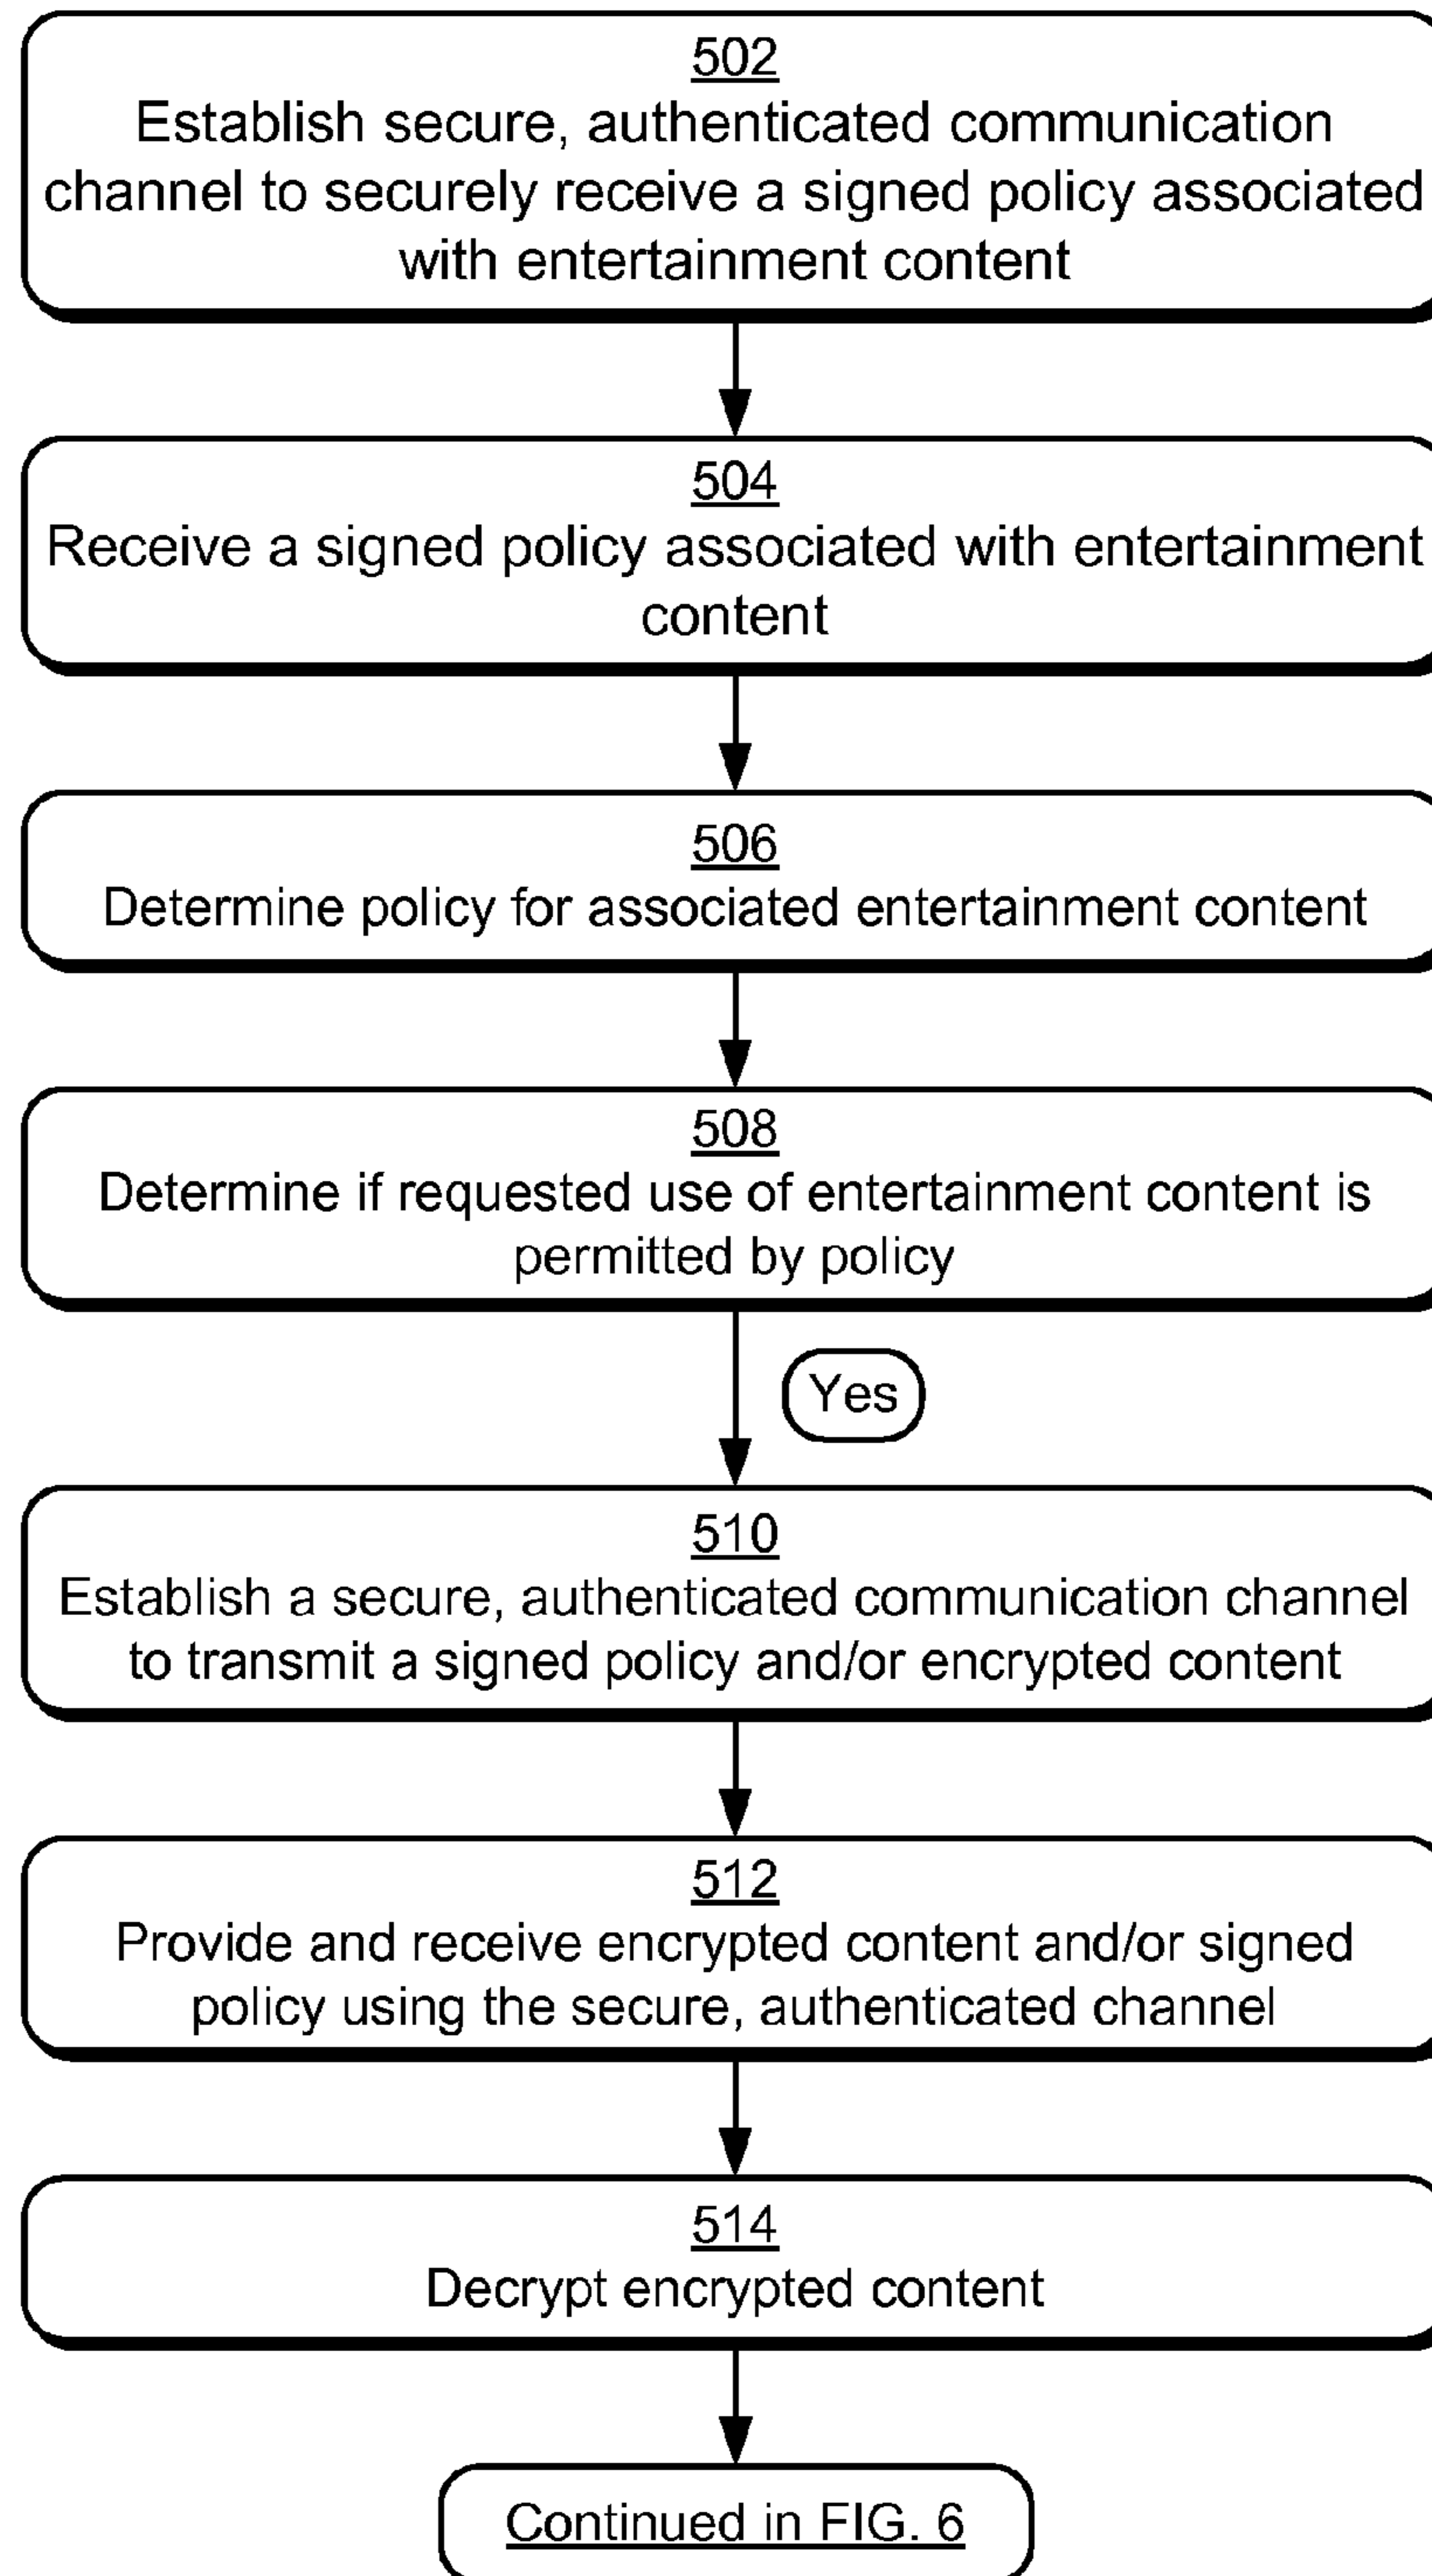 502
Establish secure, authenticated communication
channel to securely receive a signed policy associated
with entertainment content
504
Receive a signed policy associated with entertainment
content
506
Determine policy for associated entertainment content
508
Determine if requested use of entertainment content is
permitted by policy
Yes
510
Establish a secure, authenticated communication channel
to transmit a signed policy and/or encrypted content
512
Provide and receive encrypted content and/or signed
policy using the secure, authenticated channel
514
Decrypt encrypted content
Continued in FIG. 6